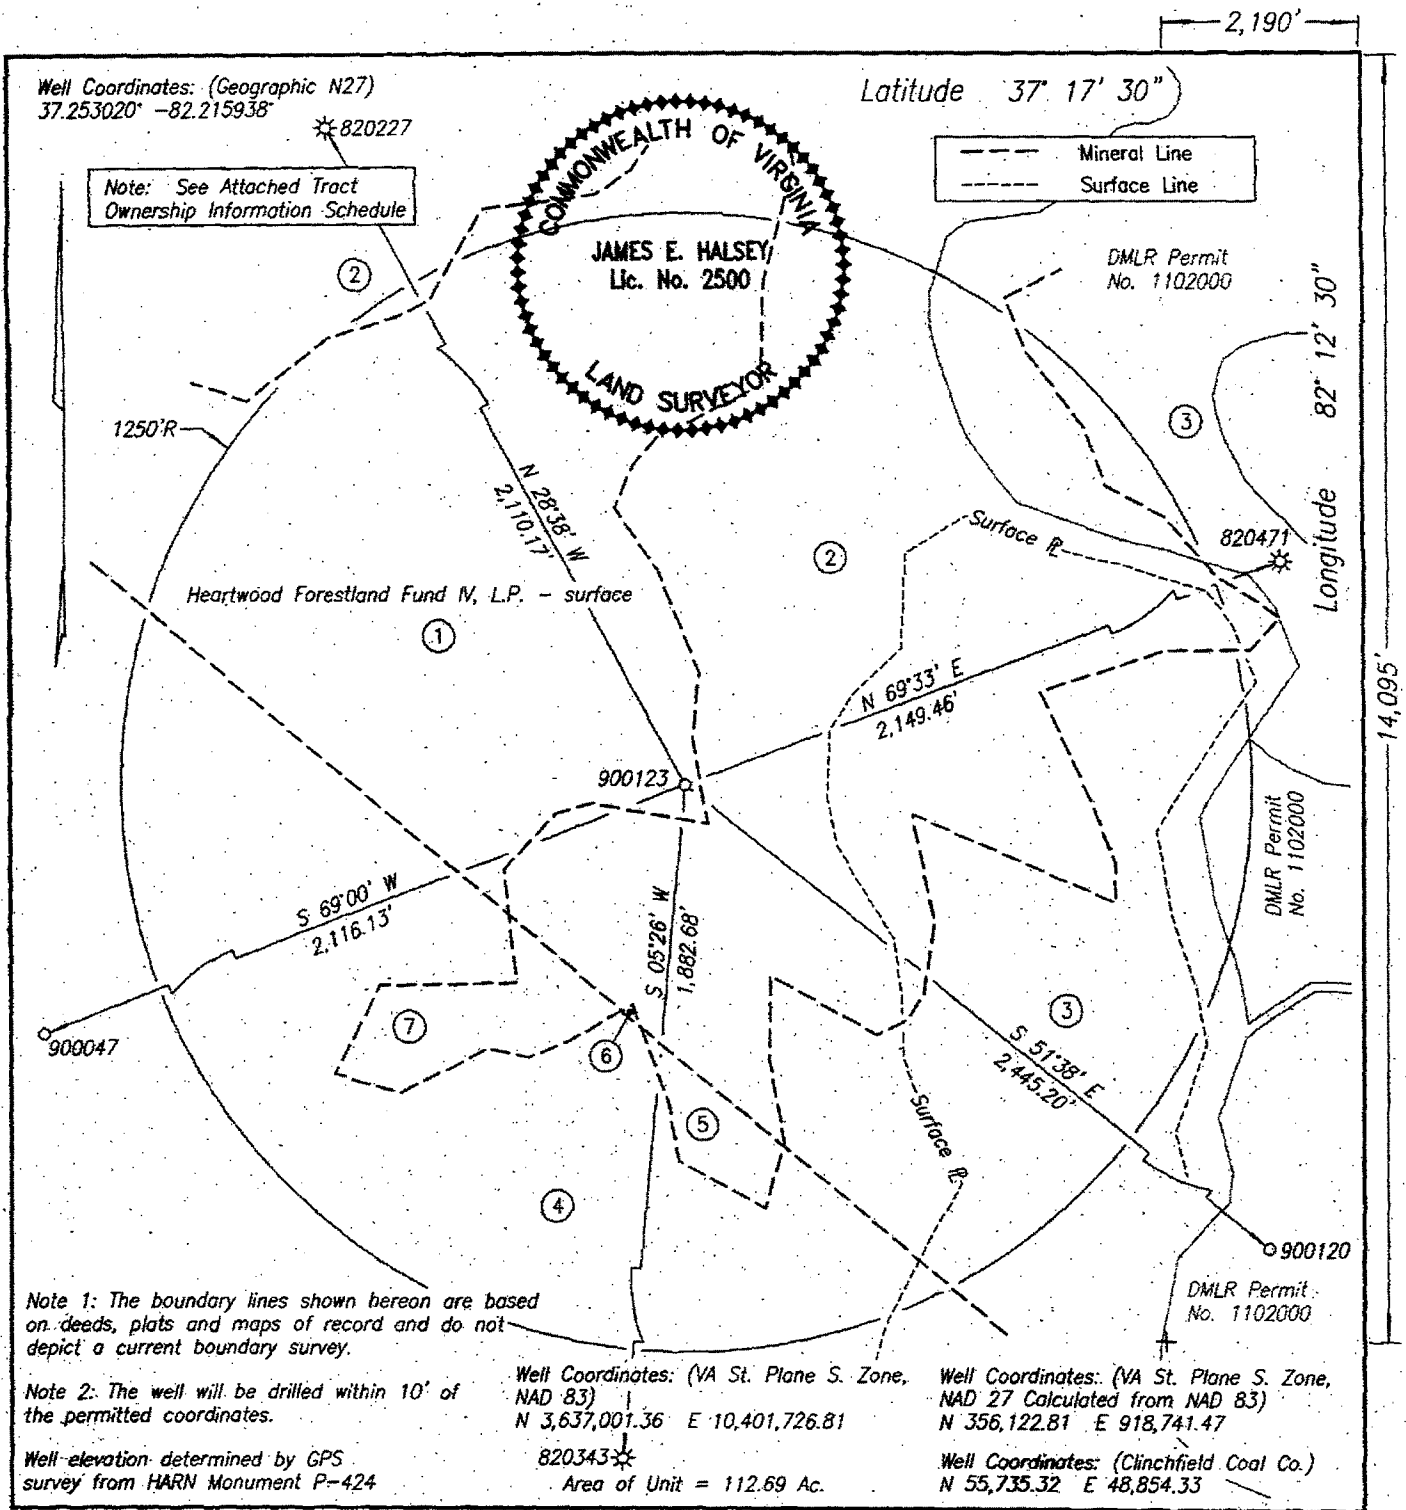 2,190'
Well Coordinates: (Geographic N27)
37.253020° -82.215938°
820227
Latitude 37° 17' 30"
Note: See Attached Tract
Ownership Information Schedule
COMMONWEALTH OF VIRGINIA
JAMES E. HALSEY
Lic. No. 2500
LAND SURVEYOR
Mineral Line
Surface Line
DMLR Permit
No. 1102000
Longitude 82° 12' 30"
2
3
1250'R
N 28°38' W
2,110.17'
Surface PL
820471
2
Heartwood Forestland Fund IV, L.P. - surface
1
N 69°33' E
2,149.46'
14,095'
900123
DMLR Permit
No. 1102000
S 69°00' W
2,116.13'
S 05°26' W
1,882.68'
900047
7
6
3
S 51°38' E
2,445.20'
5
Surface PL
4
900120
DMLR Permit
No. 1102000
Note 1: The boundary lines shown hereon are based
on deeds, plats and maps of record and do not
depict a current boundary survey.
Note 2: The well will be drilled within 10' of
the permitted coordinates.
Well elevation determined by GPS
survey from HARN Monument P-424
Well Coordinates: (VA St. Plane S. Zone,
NAD 83)
N 3,637,001.36 E 10,401,726.81
820343
Area of Unit = 112.69 Ac.
Well Coordinates: (VA St. Plane S. Zone,
NAD 27 Calculated from NAD 83)
N 356,122.81 E 918,741.47
Well Coordinates: (Clinchfield Coal Co.)
N 55,735.32 E 48,854.33